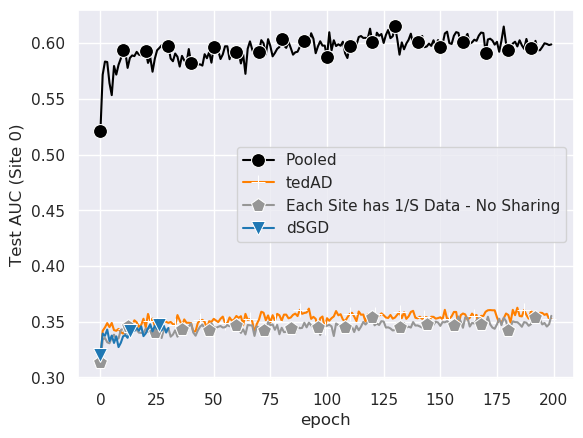 0.60
0.55
0.50
0.45
0.40
0.35
0.30
Test AUC (Site 0)
Pooled
tedAD
Each Site has 1/S Data - No Sharing
dSGD
0 25 50 75 100 125 150 175 200
epoch